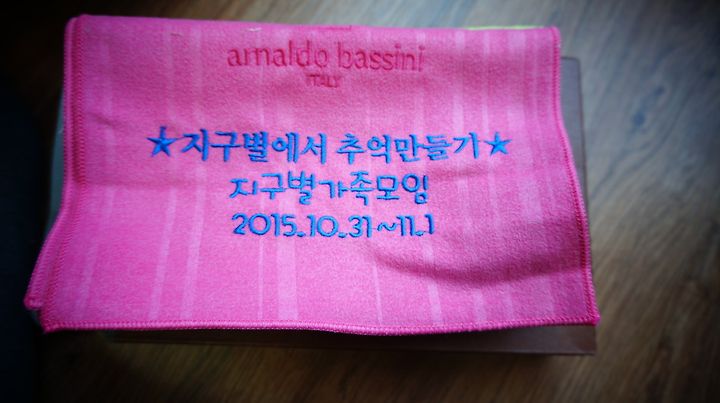 arnaldo bassini
ITALY
★지구별에서 추억만들기★
지구별가족모임
2015.10.31~11.1